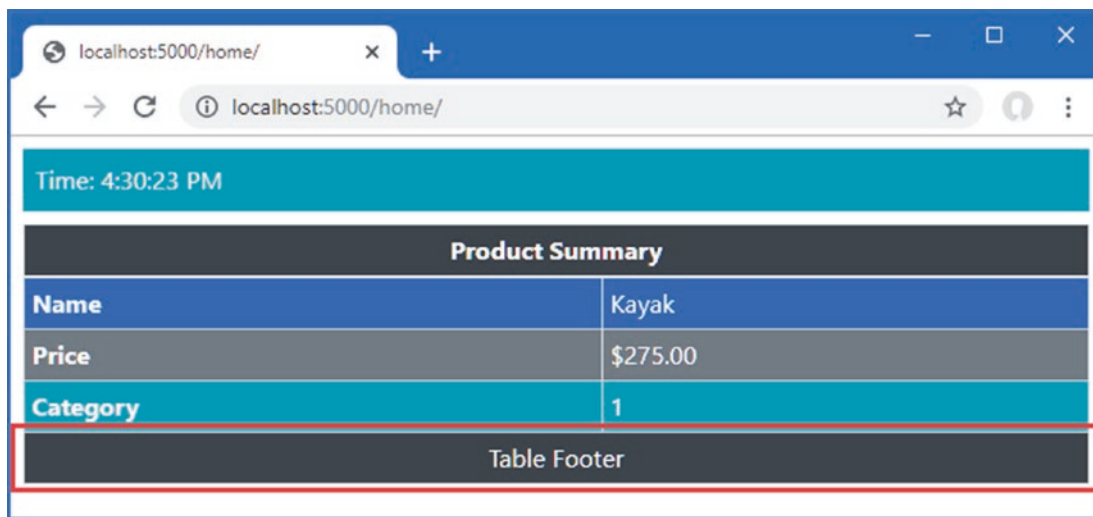 localhost:5000/home/
localhost:5000/home/
Time: 4:30:23 PM
Product Summary
Name Kayak
Price $275.00
Category 1
Table Footer